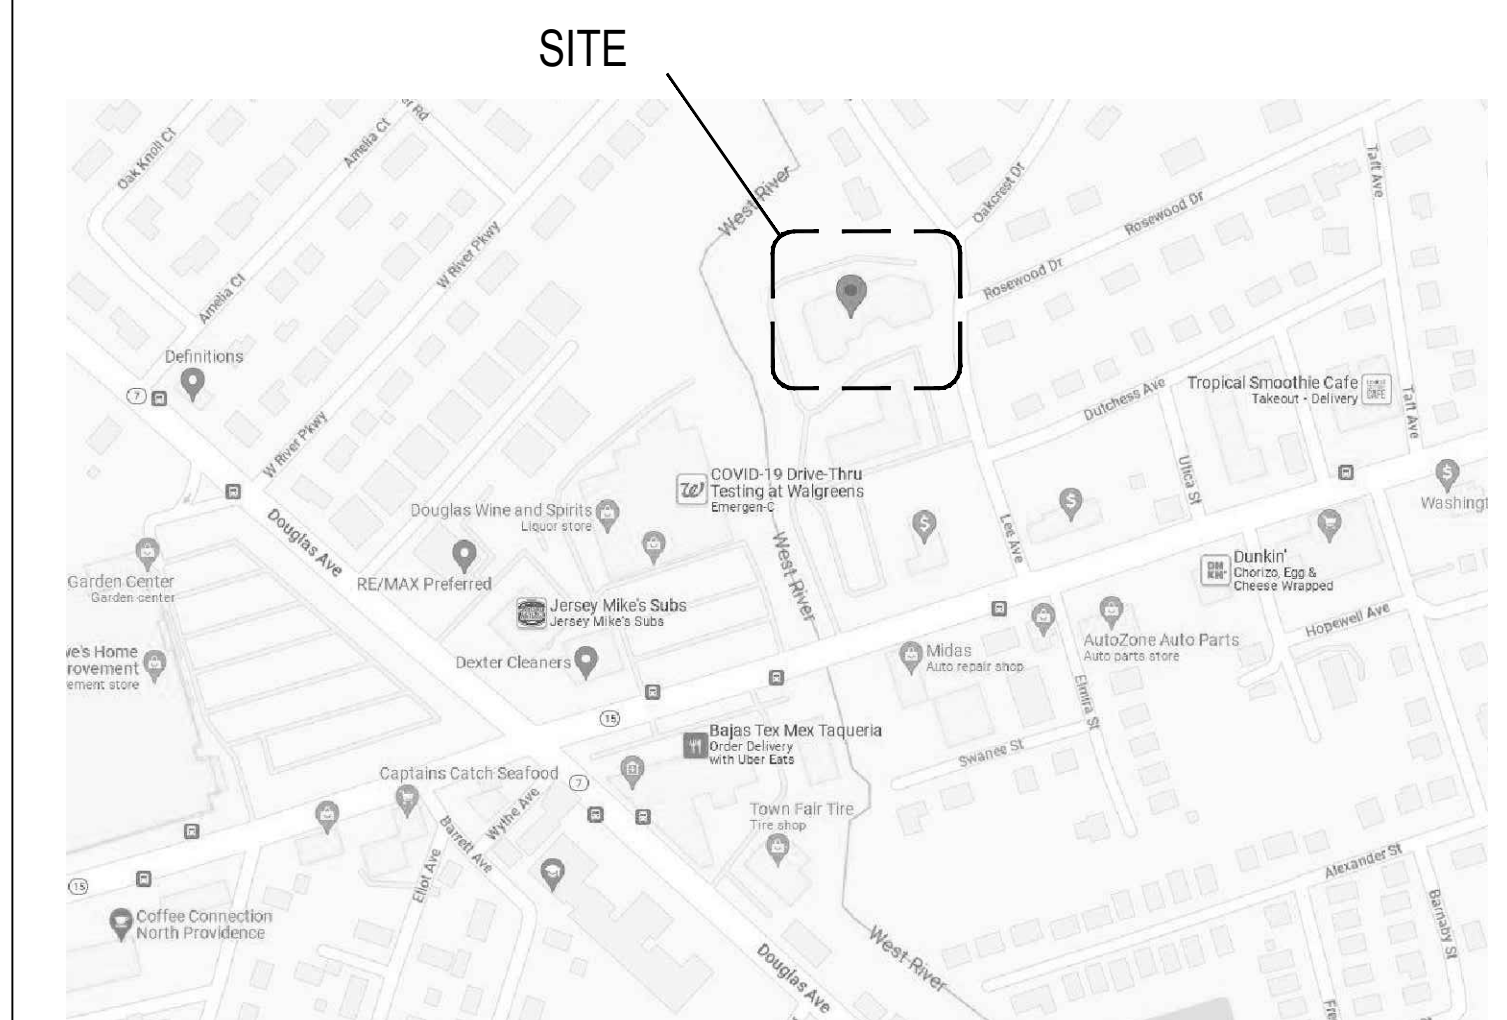 SITE
er Rd
Oak Knoll Ct
Amelia Ct
West River
Oakcrest Dr
Taft Ave
Rosewood Dr
W River Pkwy
Amelia Ct
Rosewood Dr
Definitions
7
Tropical Smoothie Cafe
Takeout • Delivery
Dutchess Ave
Taft Ave
W River Pkwy
COVID-19 Drive-Thru
Testing at Walgreens
Emergen-C
Utica St
Washingt
Douglas Wine and Spirits
Liquor store
Douglas Ave
West River
Lee Ave
RE/MAX Preferred
Garden Center
Garden center
Dunkin'
Chorizo, Egg &
Cheese Wrapped
Jersey Mike's Subs
Jersey Mike's Subs
Hopewell Ave
AutoZone Auto Parts
Auto parts store
Midas
Auto repair shop
ve's Home
rovement
ement store
Dexter Cleaners
Elmira St
15
Bajas Tex Mex Taqueria
Order Delivery
with Uber Eats
Swanee St
Captains Catch Seafood
7
Wythe Ave
Town Fair Tire
Tire shop
Barrett Ave
Eliot Ave
Alexander St
15
Coffee Connection
North Providence
Barnaby St
West River
Douglas Ave
Fre